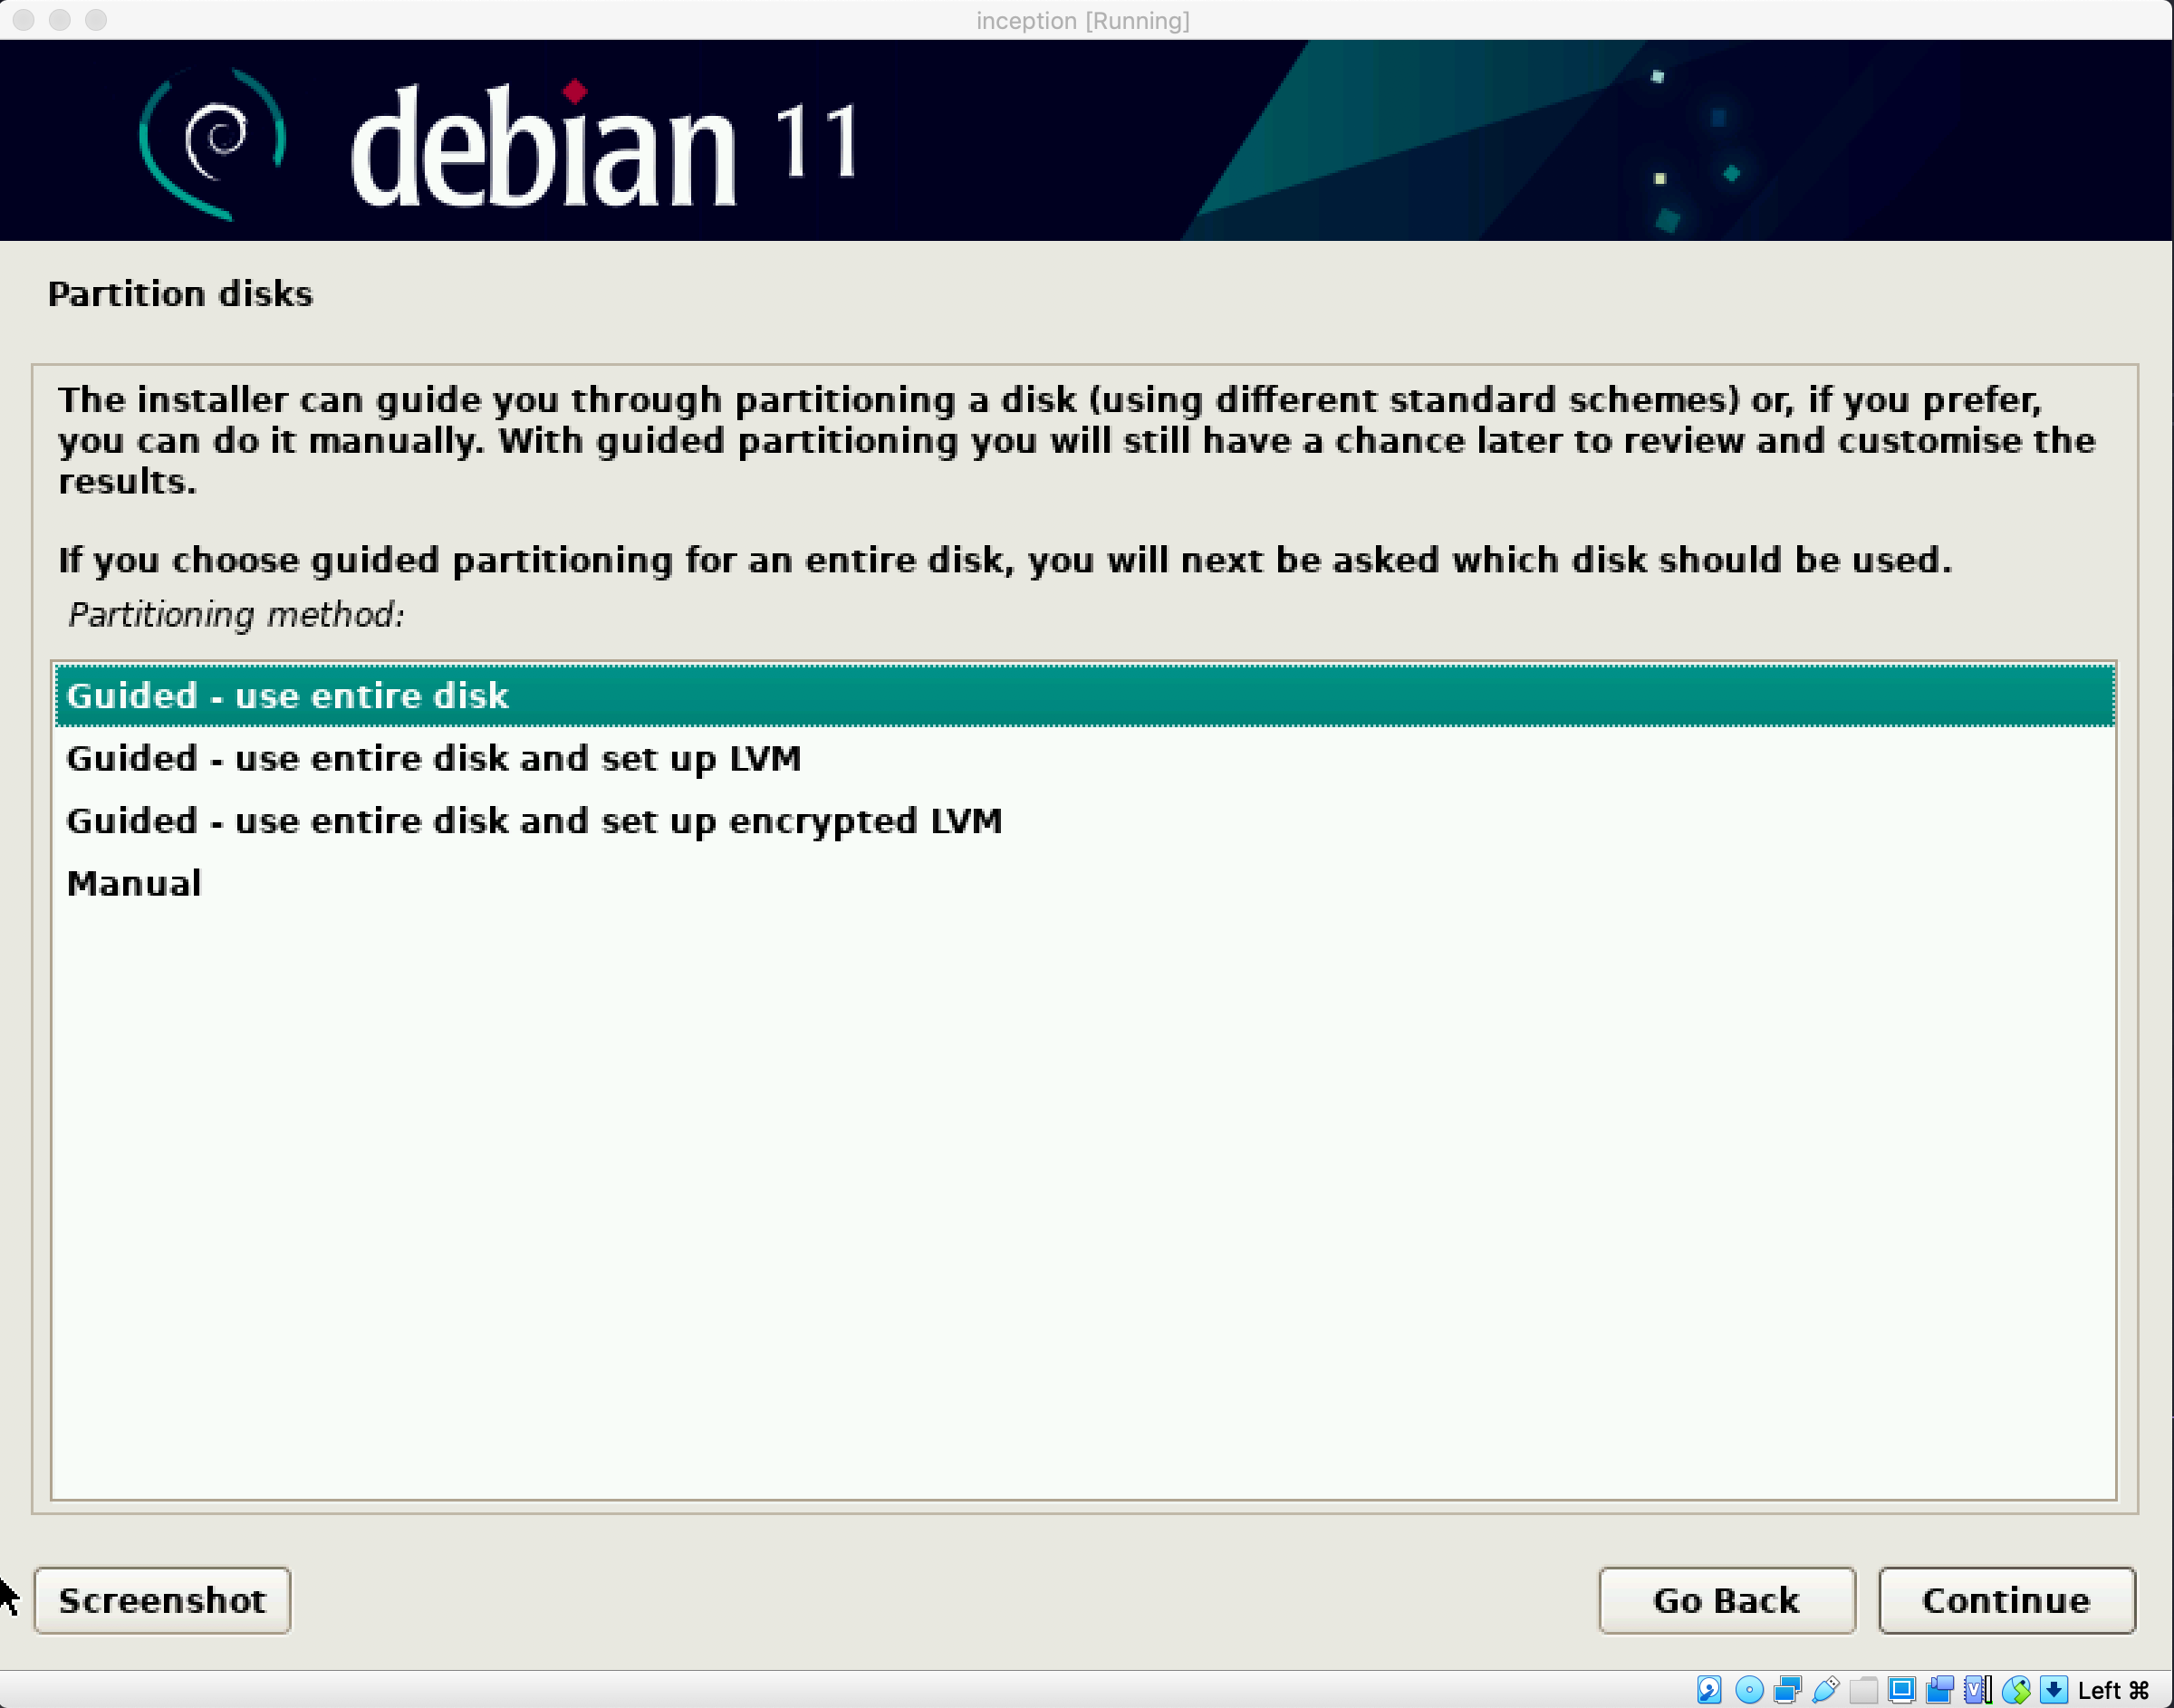 inception [Running]
debian 11
Partition disks
The installer can guide you through partitioning a disk (using different standard schemes) or, if you prefer,
you can do it manually. With guided partitioning you will still have a chance later to review and customise the
results.
If you choose guided partitioning for an entire disk, you will next be asked which disk should be used.
Partitioning method:
Guided - use entire disk
Guided - use entire disk and set up LVM
Guided - use entire disk and set up encrypted LVM
Manual
Screenshot
Go Back
Continue
Left ⌘